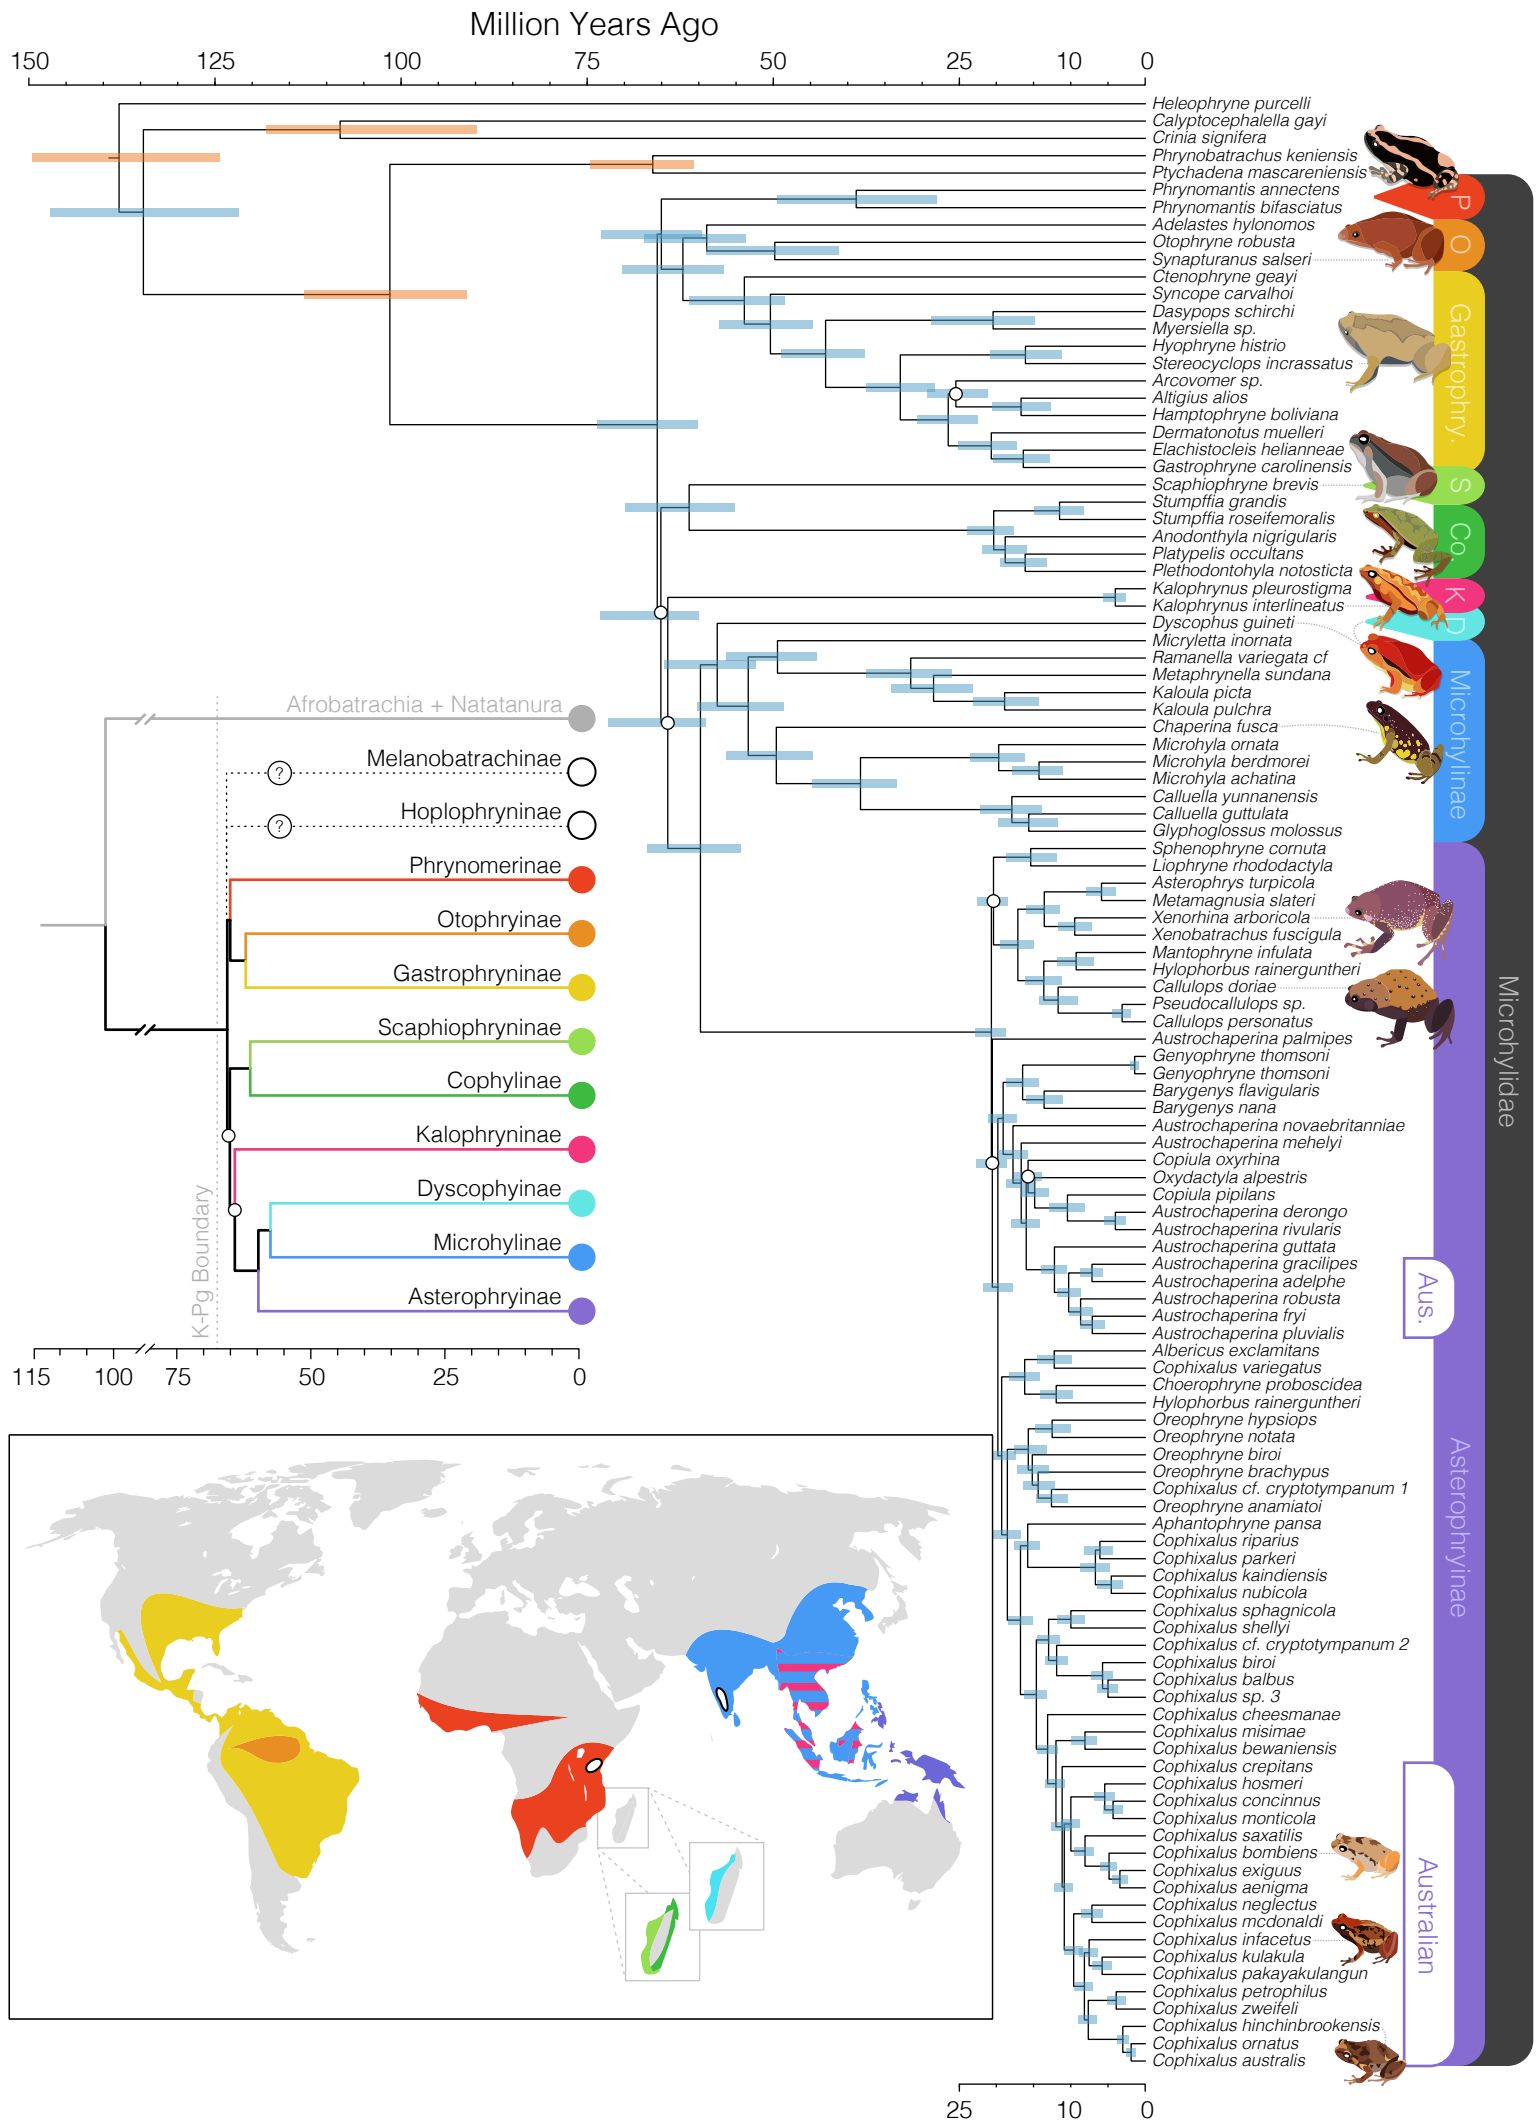 Million Years Ago
150 125 100 75 50 25 10 0
Heleophryne purcelli
Calyptocephalella gayi
Crinia signifera
Phrynobatrachus keniensis
Ptychadena mascareniensis
Phrynomantis annectens
Phrynomantis bifasciatus
Adelastes hylonomos
Otophryne robusta
Synapturanus salseri
Ctenophryne geayi
Syncope carvalhoi
Dasypops schirchi
Myersiella sp.
Hyophryne histrio
Stereocyclops incrassatus
Arcovomer sp.
Altigius alios
Hamptophryne boliviana
Dermatonotus muelleri
Elachistocleis helianneae
Gastrophryne carolinensis
Scaphiophryne brevis
Stumpffia grandis
Stumpffia roseifemoralis
Anodonthyla nigrigularis
Platypelis occultans
Plethodontohyla notosticta
Kalophrynus pleurostigma
Kalophrynus interlineatus
Dyscophus guineti
Micryletta inornata
Ramanella variegata cf
Metaphrynella sundana
Kaloula picta
Kaloula pulchra
Chaperina fusca
Microhyla ornata
Microhyla berdmorei
Microhyla achatina
Calluella yunnanensis
Calluella guttulata
Glyphoglossus molossus
Sphenophryne cornuta
Liophryne rhododactyla
Asterophrys turpicola
Metamagnusia slateri
Xenorhina arboricola
Xenobatrachus fuscigula
Mantophryne infulata
Hylophorbus rainerguntheri
Callulops doriae
Pseudocallulops sp.
Callulops personatus
Austrochaperina palmipes
Genyophryne thomsoni
Genyophryne thomsoni
Barygenys flavigularis
Barygenys nana
Austrochaperina novaebritanniae
Austrochaperina mehelyi
Copiula oxyrhina
Oxydactyla alpestris
Copiula pipilans
Austrochaperina derongo
Austrochaperina rivularis
Austrochaperina guttata
Austrochaperina gracilipes
Austrochaperina adelphe
Austrochaperina robusta
Austrochaperina fryi
Austrochaperina pluvialis
Albericus exclamitans
Cophixalus variegatus
Choerophryne proboscidea
Hylophorbus rainerguntheri
Oreophryne hypsiops
Oreophryne notata
Oreophryne biroi
Oreophryne brachypus
Cophixalus cf. cryptotympanum 1
Oreophryne anamiatoi
Aphantophryne pansa
Cophixalus riparius
Cophixalus parkeri
Cophixalus kaindiensis
Cophixalus nubicola
Cophixalus sphagnicola
Cophixalus shellyi
Cophixalus cf. cryptotympanum 2
Cophixalus biroi
Cophixalus balbus
Cophixalus sp. 3
Cophixalus cheesmanae
Cophixalus misimae
Cophixalus bewaniensis
Cophixalus crepitans
Cophixalus hosmeri
Cophixalus concinnus
Cophixalus monticola
Cophixalus saxatilis
Cophixalus bombiens
Cophixalus exiguus
Cophixalus aenigma
Cophixalus neglectus
Cophixalus mcdonaldi
Cophixalus infacetus
Cophixalus kulakula
Cophixalus pakayakulangun
Cophixalus petrophilus
Cophixalus zweifeli
Cophixalus hinchinbrookensis
Cophixalus ornatus
Cophixalus australis
25 10 0
P
O
Gastrophry.
S
Co.
K
D
Microhylinae
Asterophryinae
Aus.
Australian
Microhylidae
Afrobatrachia + Natatanura
Melanobatrachinae
?
Hoplophryninae
?
Phrynomerinae
Otophryinae
Gastrophryninae
Scaphiophryninae
Cophylinae
Kalophryninae
Dyscophyinae
Microhylinae
Asterophryinae
K-Pg Boundary
115 100 75 50 25 0